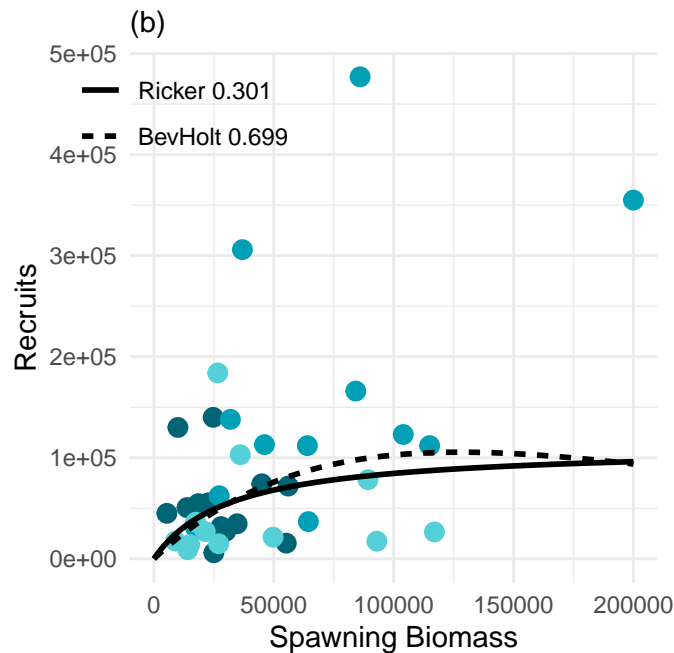 (b)
5e+05
Ricker 0.301
BevHolt 0.699
4e+05
3e+05
Recruits
2e+05
1e+05
0e+00
0 50000 100000 150000 200000
Spawning Biomass